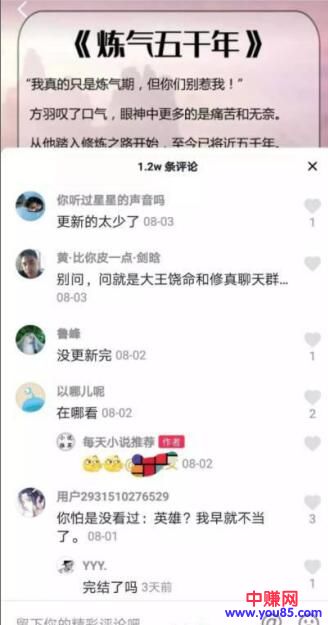 《炼气五千年》
“我真的只是炼气期，但你们别惹我！”
方羽叹了口气，眼神中更多的是痛苦和无奈。
从他踏入修炼之路开始，至今已将近五千年。
1.2w 条评论
你听过星星的声音吗
更新的太少了 08-03
1
黄·比你皮一点·剑晗
别问，问就是大王饶命和修真聊天群...
08-03
鲁峰
没更新完 08-02
1
以哪儿呢
在哪看 08-02
2
每天小说推荐 作者
女 08-02
用户2931510276529
你怕是没看过：英雄？我早就不当
了。 08-01
3
YYY.
完结了吗 3天前
1
留下你的精彩评论吧
中赚网
www.you85.com